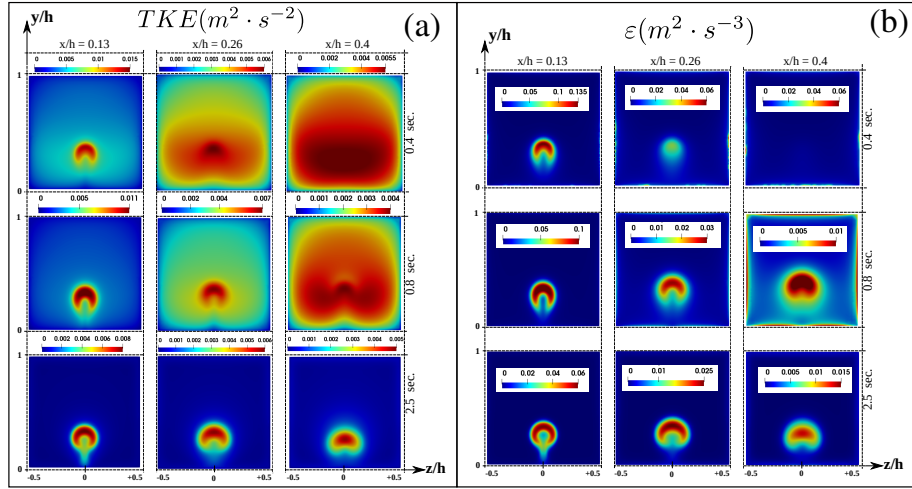 y/h
TKE(m² · s⁻²)
(a)
x/h = 0.13
x/h = 0.26
x/h = 0.4
0 0.005 0.01 0.015
0 0.001 0.002 0.003 0.004 0.005 0.006
1
0.4 sec.
0
0 0.005 0.011
0 0.002 0.004 0.007
0 0.001 0.002 0.003 0.004
1
0.8 sec.
0
0 0.002 0.004 0.006 0.008
0 0.001 0.002 0.003 0.004 0.005 0.006
0 0.001 0.002 0.003 0.004 0.005
1
2.5 sec.
0
-0.5 0 +0.5
-0.5 0 +0.5
-0.5 0 +0.5
z/h
ε(m² · s⁻³)
(b)
y/h
x/h = 0.13
x/h = 0.26
x/h = 0.4
1
0 0.05 0.1 0.135
0 0.02 0.04 0.06
0 0.02 0.04 0.06
0.4 sec.
0
1
0 0.05 0.1
0 0.01 0.02 0.03
0 0.005 0.01
0.8 sec.
0
1
0 0.02 0.04 0.06
0 0.01 0.025
0 0.005 0.010 0.015
2.5 sec.
0
-0.5 0 +0.5
-0.5 0 +0.5
-0.5 0 +0.5
z/h